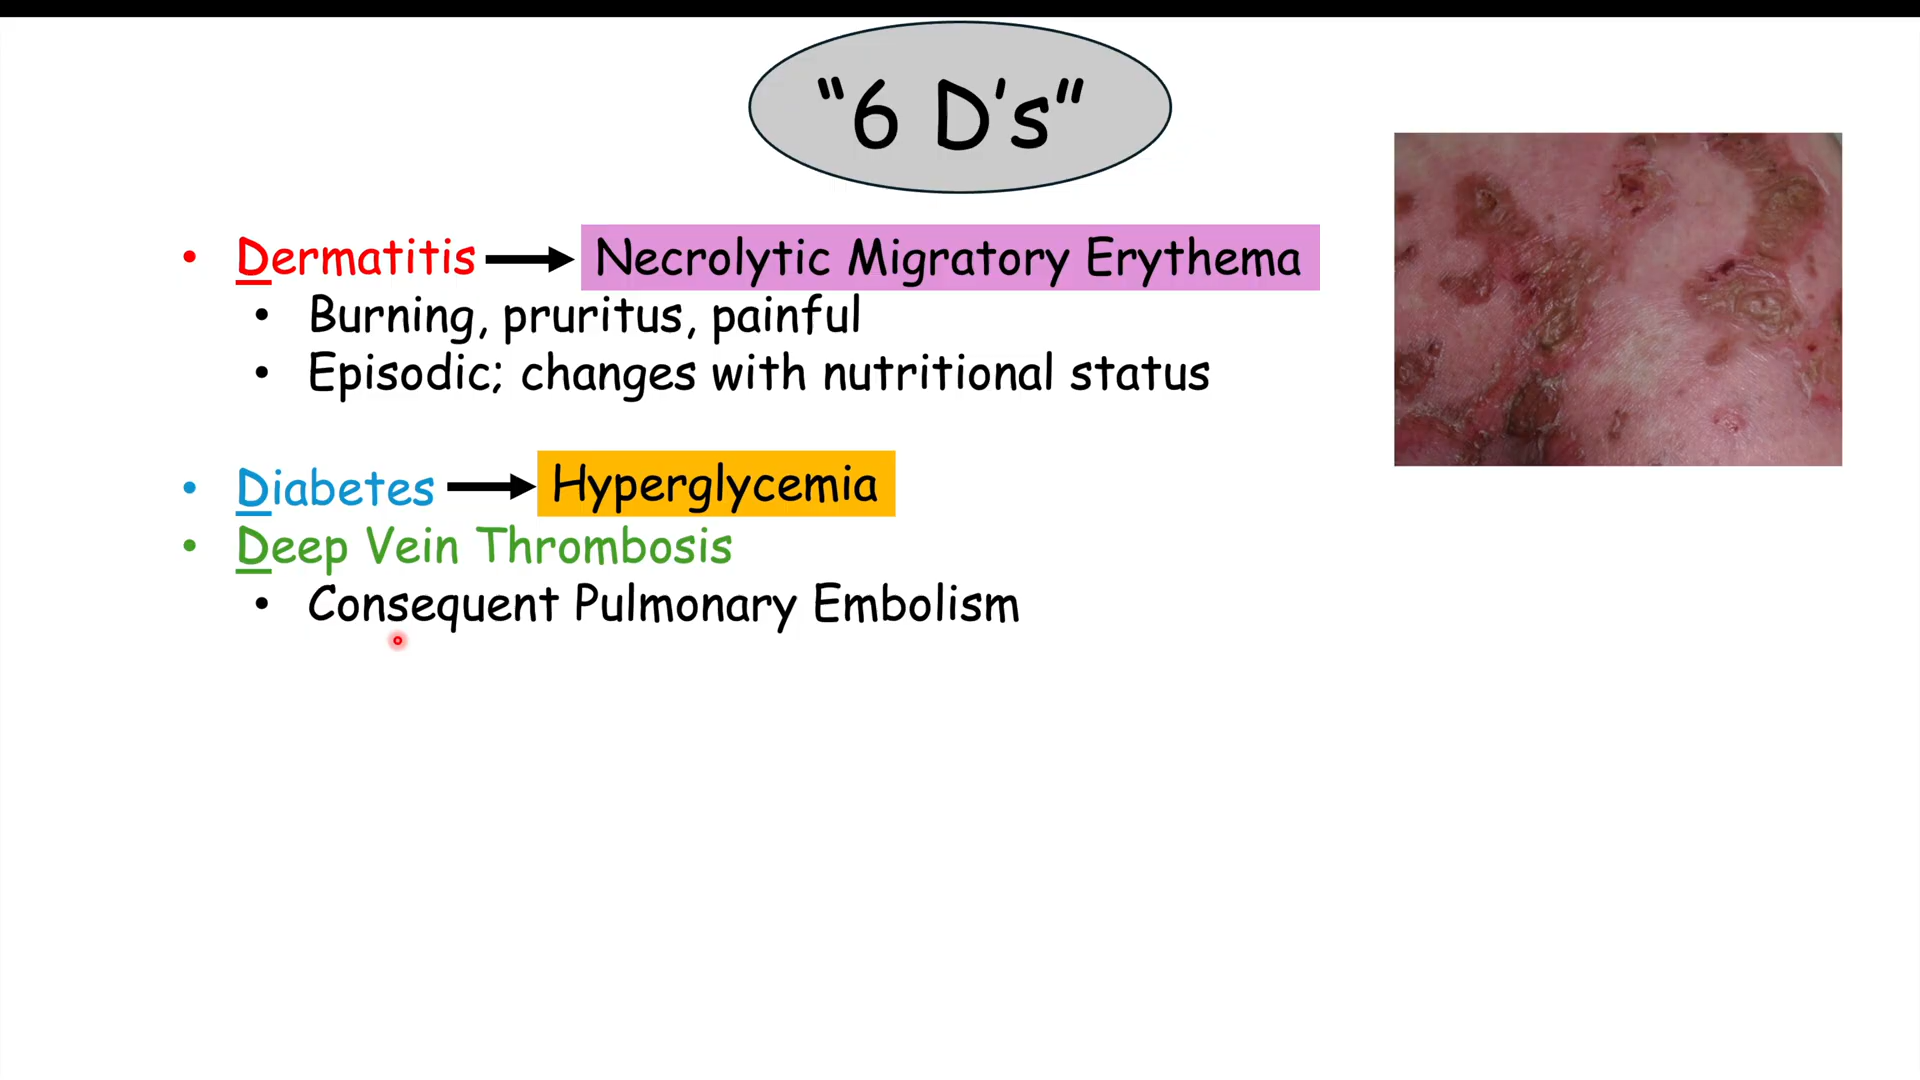 “6 D’s”
• Dermatitis → Necrolytic Migratory Erythema
• Burning, pruritus, painful
• Episodic; changes with nutritional status
• Diabetes → Hyperglycemia
• Deep Vein Thrombosis
• Consequent Pulmonary Embolism